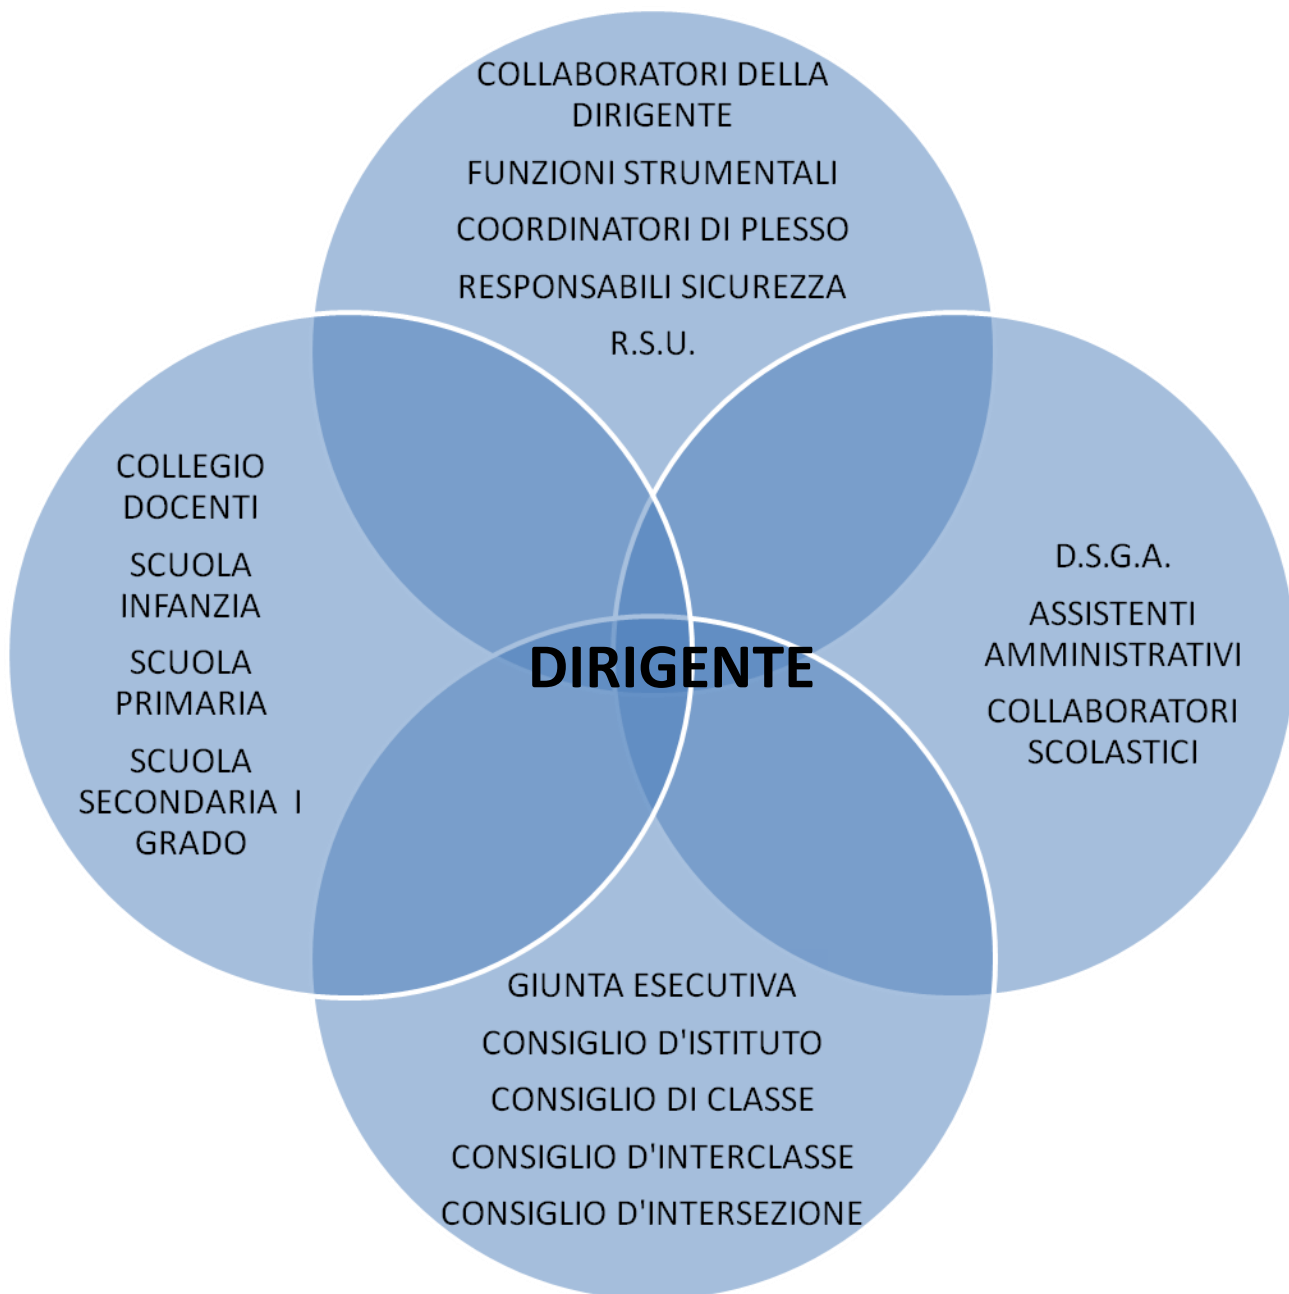 COLLABORATORI DELLA
DIRIGENTE
FUNZIONI STRUMENTALI
COORDINATORI DI PLESSO
RESPONSABILI SICUREZZA
R.S.U.
COLLEGIO
DOCENTI
SCUOLA
INFANZIA
SCUOLA
PRIMARIA
SCUOLA
SECONDARIA I
GRADO
DIRIGENTE
D.S.G.A.
ASSISTENTI
AMMINISTRATIVI
COLLABORATORI
SCOLASTICI
GIUNTA ESECUTIVA
CONSIGLIO D'ISTITUTO
CONSIGLIO DI CLASSE
CONSIGLIO D'INTERCLASSE
CONSIGLIO D'INTERSEZIONE